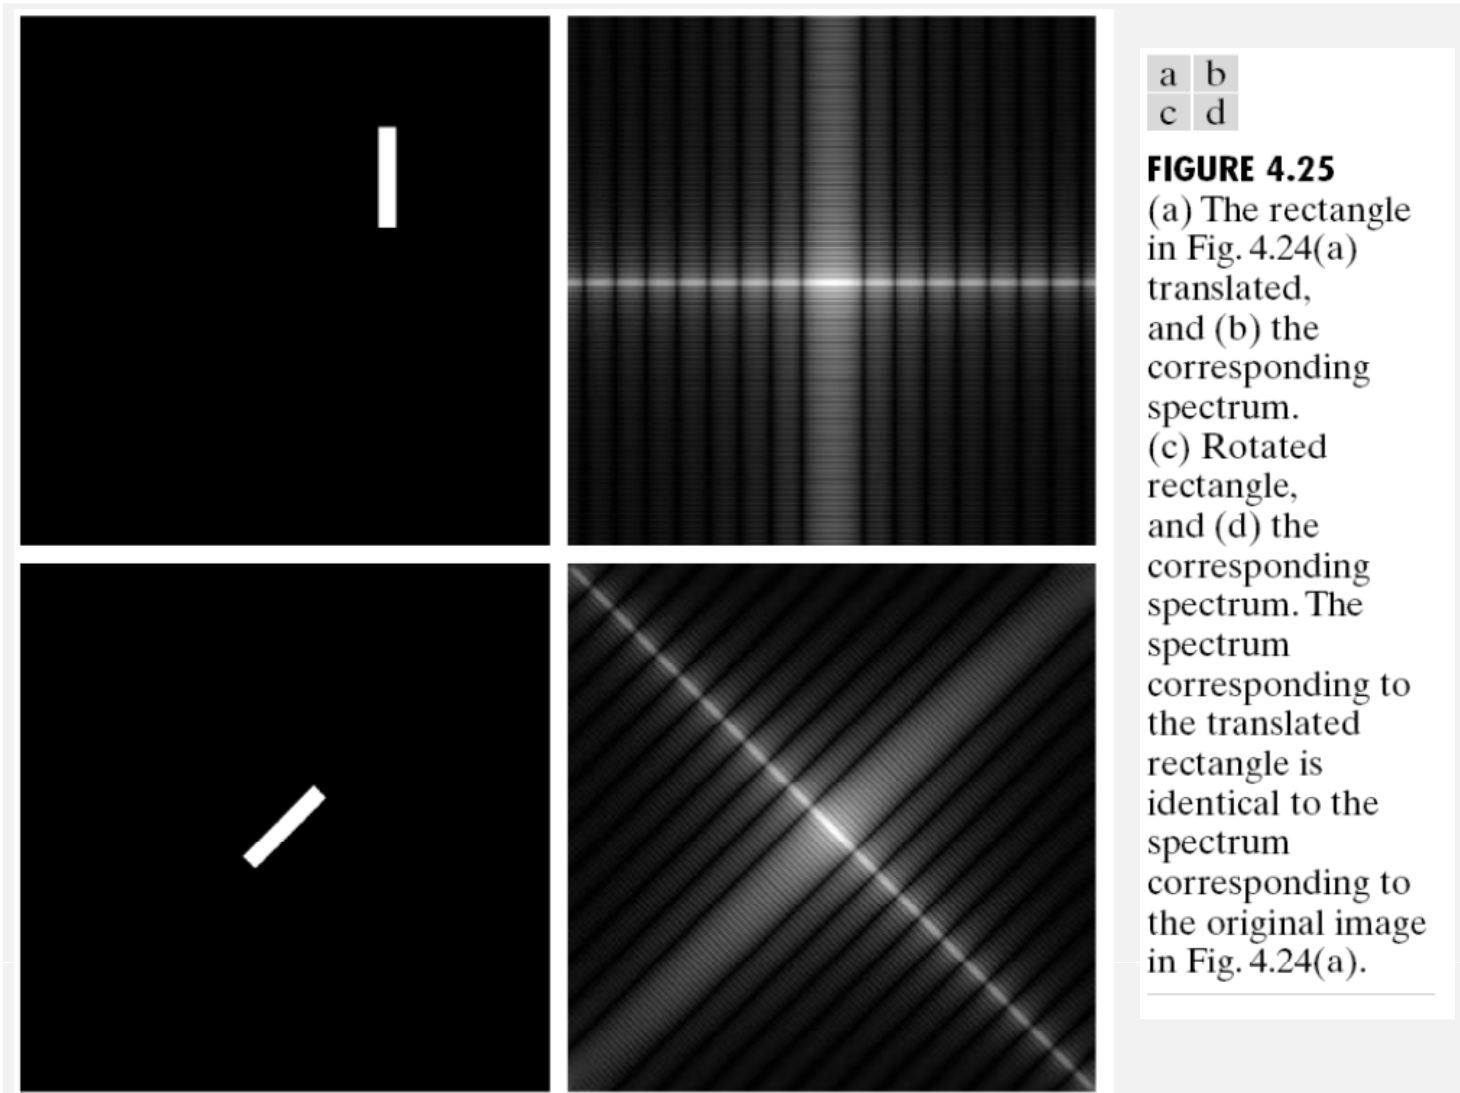 a b
c d
FIGURE 4.25
(a) The rectangle
in Fig. 4.24(a)
translated,
and (b) the
corresponding
spectrum.
(c) Rotated
rectangle,
and (d) the
corresponding
spectrum. The
spectrum
corresponding to
the translated
rectangle is
identical to the
spectrum
corresponding to
the original image
in Fig. 4.24(a).